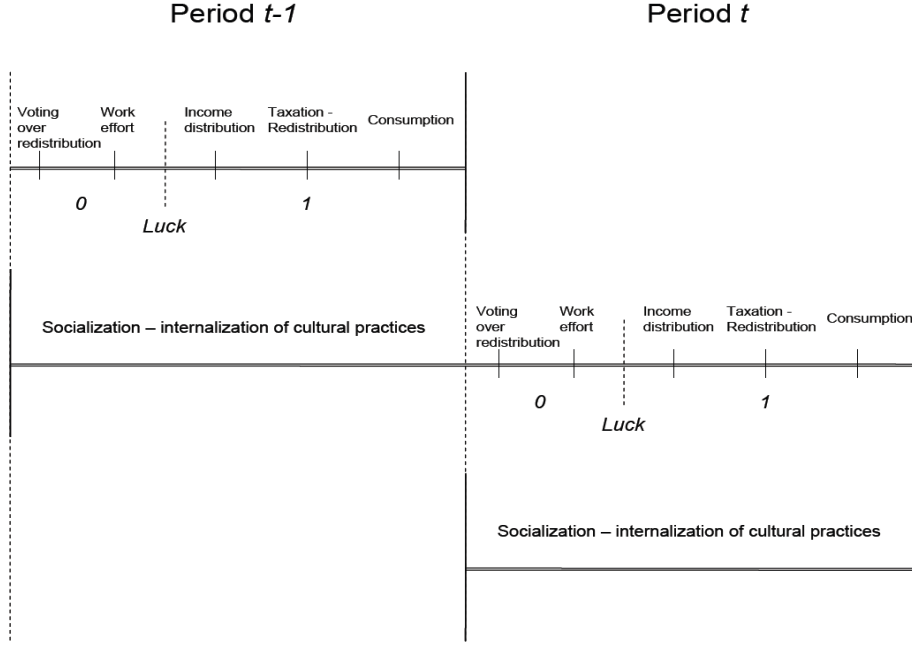 Period t-1
Period t
Voting
over
redistribution
Work
effort
Income
distribution
Taxation -
Redistribution
Consumption
0
1
Luck
Socialization – internalization of cultural practices
Voting
over
redistribution
Work
effort
Income
distribution
Taxation -
Redistribution
Consumption
0
1
Luck
Socialization – internalization of cultural practices